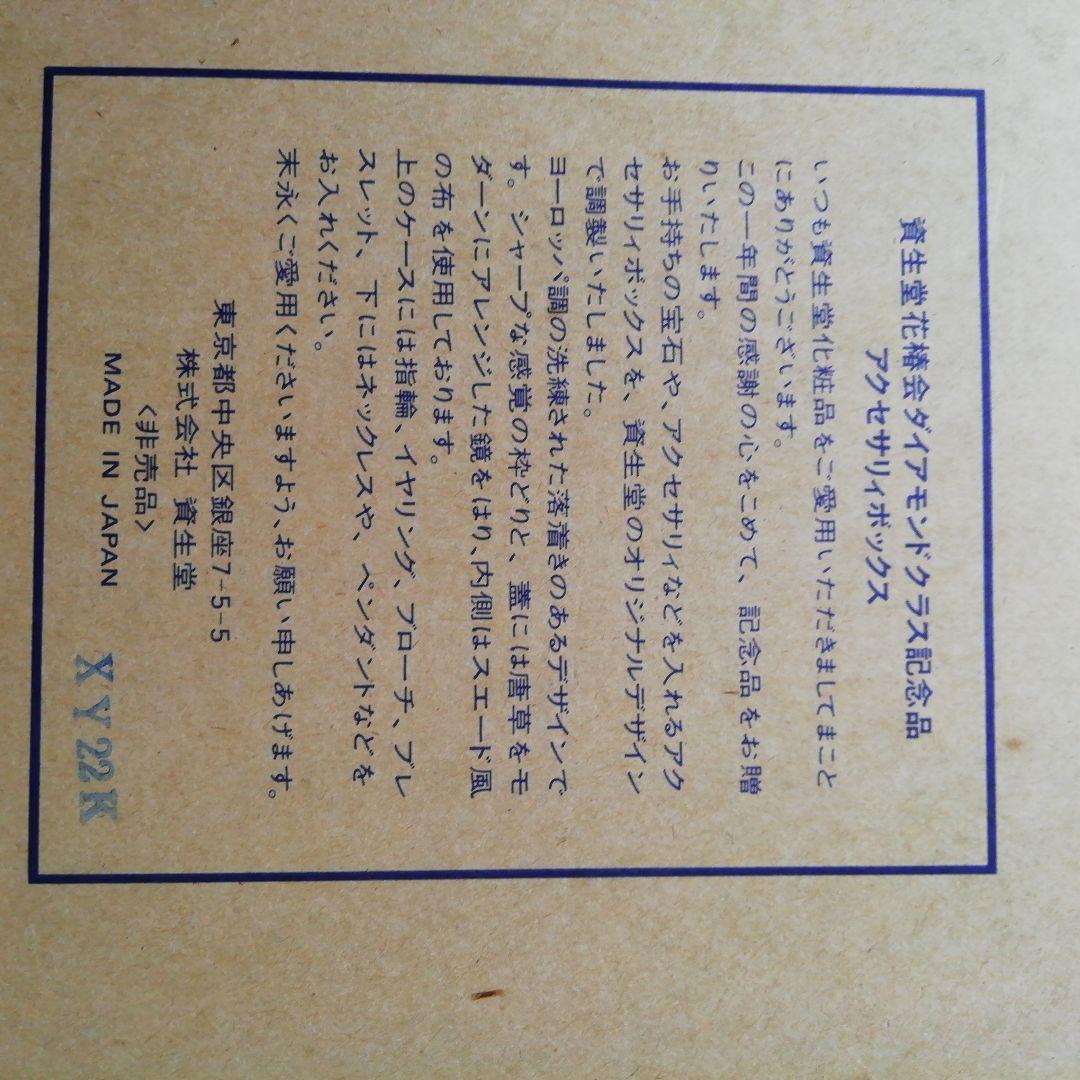 資生堂花椿会ダイアモンドクラス記念品
アクセサリィボックス
いつも資生堂化粧品をご愛用いただきましてまこと
にありがとうございます。
この一年間の感謝の心をこめて、記念品をお贈
りいたします。
お手持ちの宝石や、アクセサリィなどを入れるアク
セサリィボックスを、資生堂のオリジナルデザイン
で調製いたしました。
ヨーロッパ調の洗練された落着きのあるデザインで
す。シャープな感覚の枠どりと、蓋には唐草をモ
ダーンにアレンジした鏡をはり、内側はスエード風
の布を使用しております。
上のケースには指輪、イヤリング、ブローチ、ブレ
スレット、下にはネックレスや、ペンダントなどを
お入れください。
末永くご愛用くださいますよう、お願い申しあげます。
東京都中央区銀座7-5-5
株式会社 資生堂
〈非売品〉
MADE IN JAPAN
XY22K